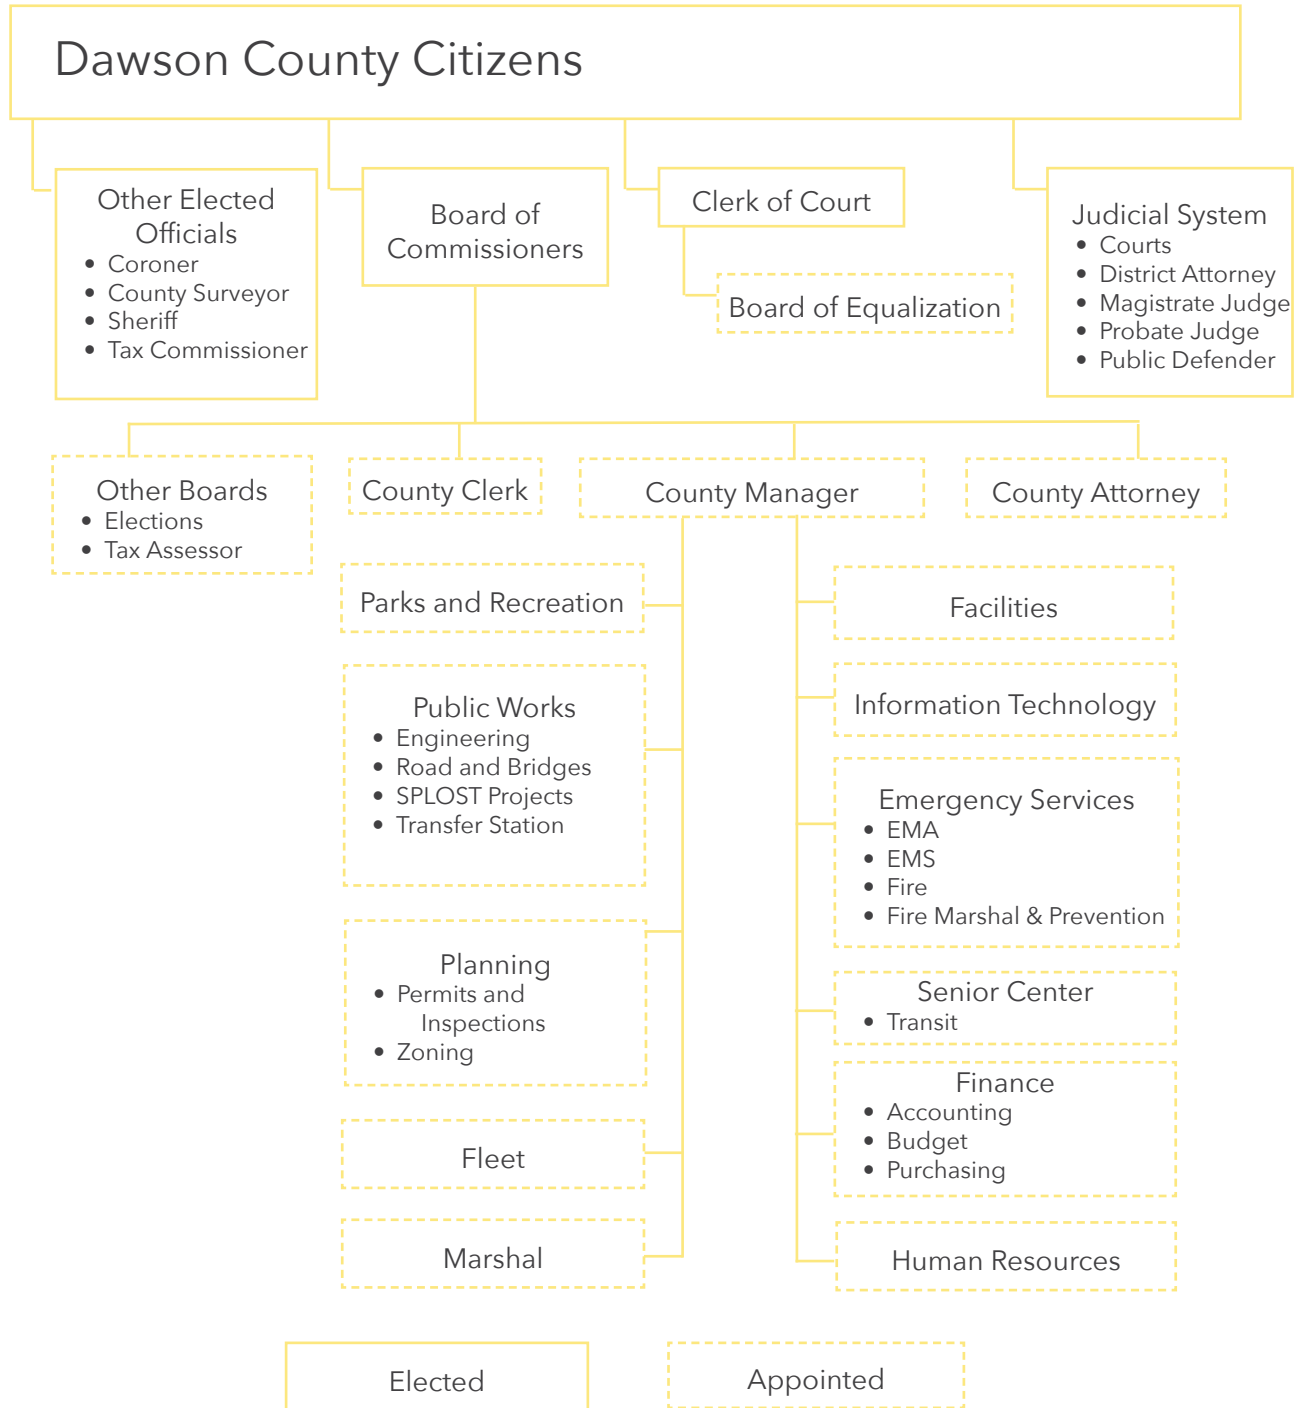 Dawson County Citizens
Other Elected
Officials
• Coroner
• County Surveyor
• Sheriff
• Tax Commissioner
Board of
Commissioners
Clerk of Court
Board of Equalization
Judicial System
• Courts
• District Attorney
• Magistrate Judge
• Probate Judge
• Public Defender
Other Boards
• Elections
• Tax Assessor
County Clerk
County Manager
County Attorney
Parks and Recreation
Public Works
• Engineering
• Road and Bridges
• SPLOST Projects
• Transfer Station
Planning
• Permits and
Inspections
• Zoning
Fleet
Marshal
Facilities
Information Technology
Emergency Services
• EMA
• EMS
• Fire
• Fire Marshal & Prevention
Senior Center
• Transit
Finance
• Accounting
• Budget
• Purchasing
Human Resources
Elected
Appointed